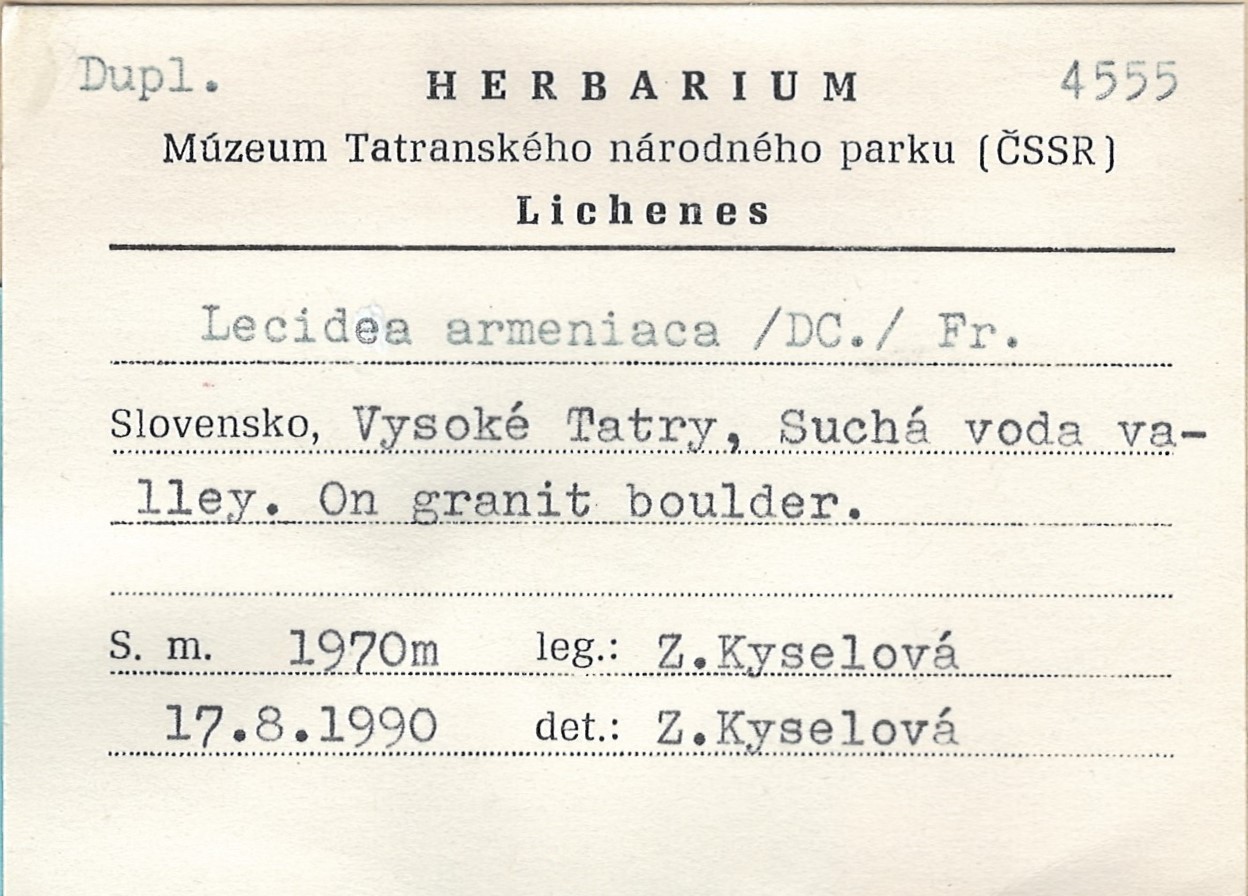 Dupl. HERBARIUM 4555
Múzeum Tatranského národného parku (ČSSR)
Lichenes
Lecidea armeniaca /DC./ Fr.
Slovensko, Vysoké Tatry, Suchá voda va-
lley. On granit boulder.
S. m. 1970m leg.: Z.Kyselová
17.8.1990 det.: Z.Kyselová